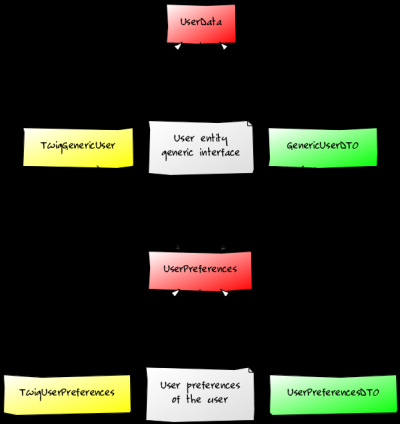 UserData
TwigGenericUser
User entity
generic interface
GenericUserDTO
UserPreferences
TwigUserPreferences
User preferences
of the user
UserPreferencesDTO